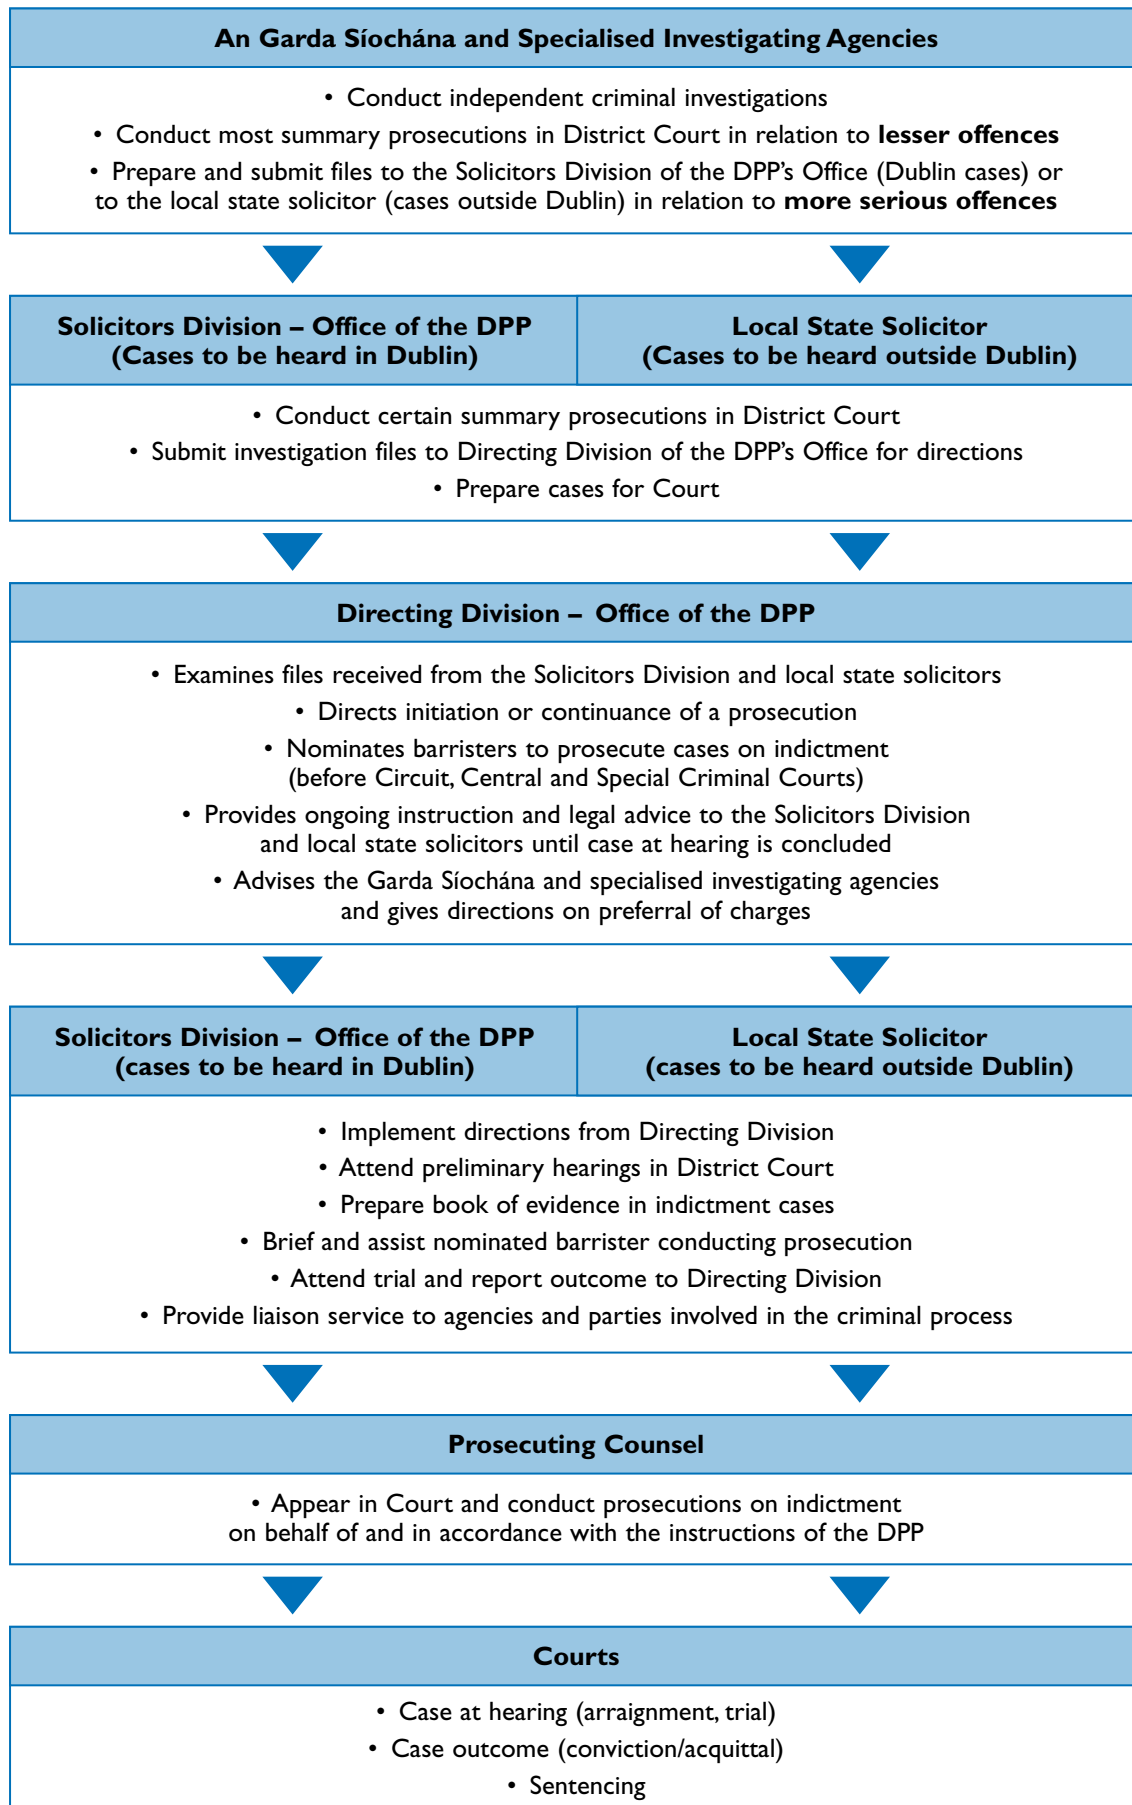 An Garda Síochána and Specialised Investigating Agencies
• Conduct independent criminal investigations
• Conduct most summary prosecutions in District Court in relation to lesser offences
• Prepare and submit files to the Solicitors Division of the DPP's Office (Dublin cases) or
to the local state solicitor (cases outside Dublin) in relation to more serious offences
Solicitors Division – Office of the DPP
(Cases to be heard in Dublin)
Local State Solicitor
(Cases to be heard outside Dublin)
• Conduct certain summary prosecutions in District Court
• Submit investigation files to Directing Division of the DPP's Office for directions
• Prepare cases for Court
Directing Division – Office of the DPP
• Examines files received from the Solicitors Division and local state solicitors
• Directs initiation or continuance of a prosecution
• Nominates barristers to prosecute cases on indictment
(before Circuit, Central and Special Criminal Courts)
• Provides ongoing instruction and legal advice to the Solicitors Division
and local state solicitors until case at hearing is concluded
• Advises the Garda Síochána and specialised investigating agencies
and gives directions on preferral of charges
Solicitors Division – Office of the DPP
(cases to be heard in Dublin)
Local State Solicitor
(cases to be heard outside Dublin)
• Implement directions from Directing Division
• Attend preliminary hearings in District Court
• Prepare book of evidence in indictment cases
• Brief and assist nominated barrister conducting prosecution
• Attend trial and report outcome to Directing Division
• Provide liaison service to agencies and parties involved in the criminal process
Prosecuting Counsel
• Appear in Court and conduct prosecutions on indictment
on behalf of and in accordance with the instructions of the DPP
Courts
• Case at hearing (arraignment, trial)
• Case outcome (conviction/acquittal)
• Sentencing